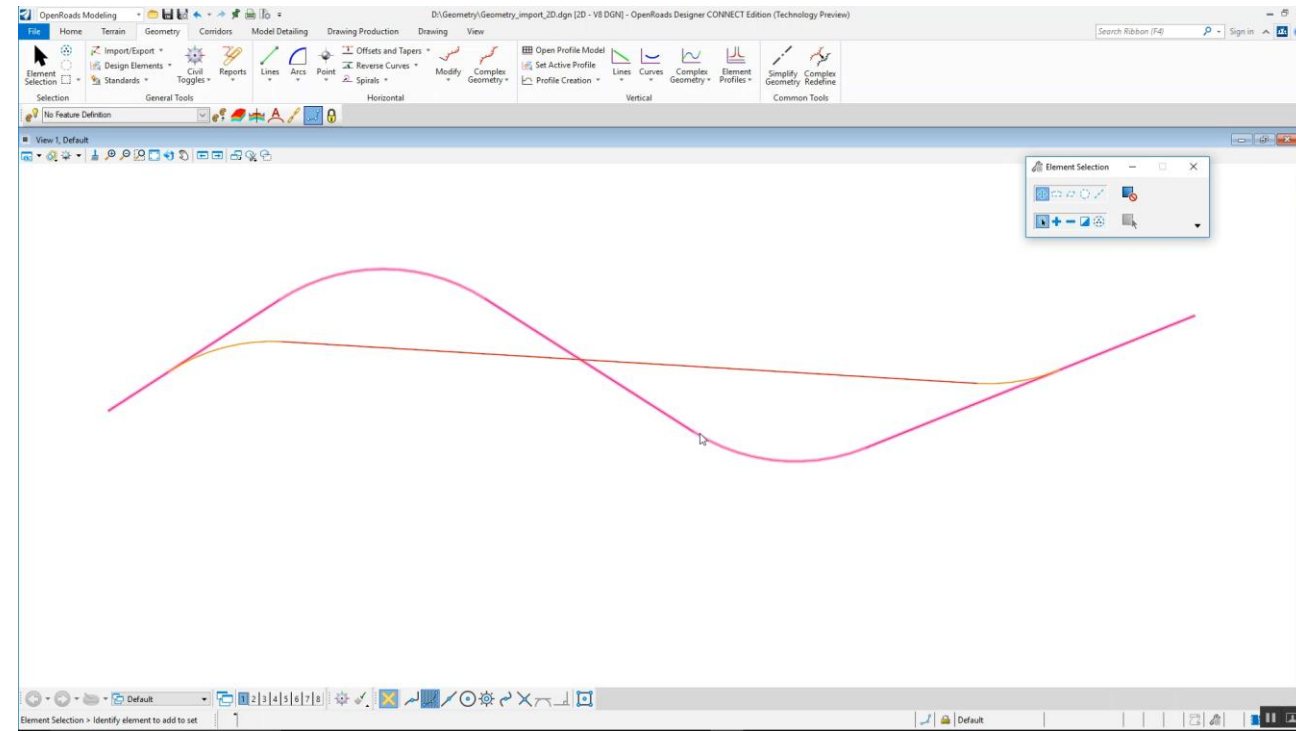 OpenRoads Modeling D:\Geometry\Geometry_import_2D.dgn [2D - V8 DGN] - OpenRoads Designer CONNECT Edition (Technology Preview)
File Home Terrain Geometry Corridors Model Detailing Drawing Production Drawing View Search Ribbon (F4) Sign in
Import/Export Offsets and Tapers Open Profile Model
Design Elements Reverse Curves Set Active Profile
Standards Spirals Profile Creation
Element Selection Civil Toggles Reports Lines Arcs Point Modify Complex Geometry Lines Curves Complex Geometry Element Profiles Simplify Geometry Complex Redefine
Selection General Tools Horizontal Vertical Common Tools
No Feature Definition
View 1, Default
Element Selection
Default 1 2 3 4 5 6 7 8
Element Selection > Identify element to add to set Default